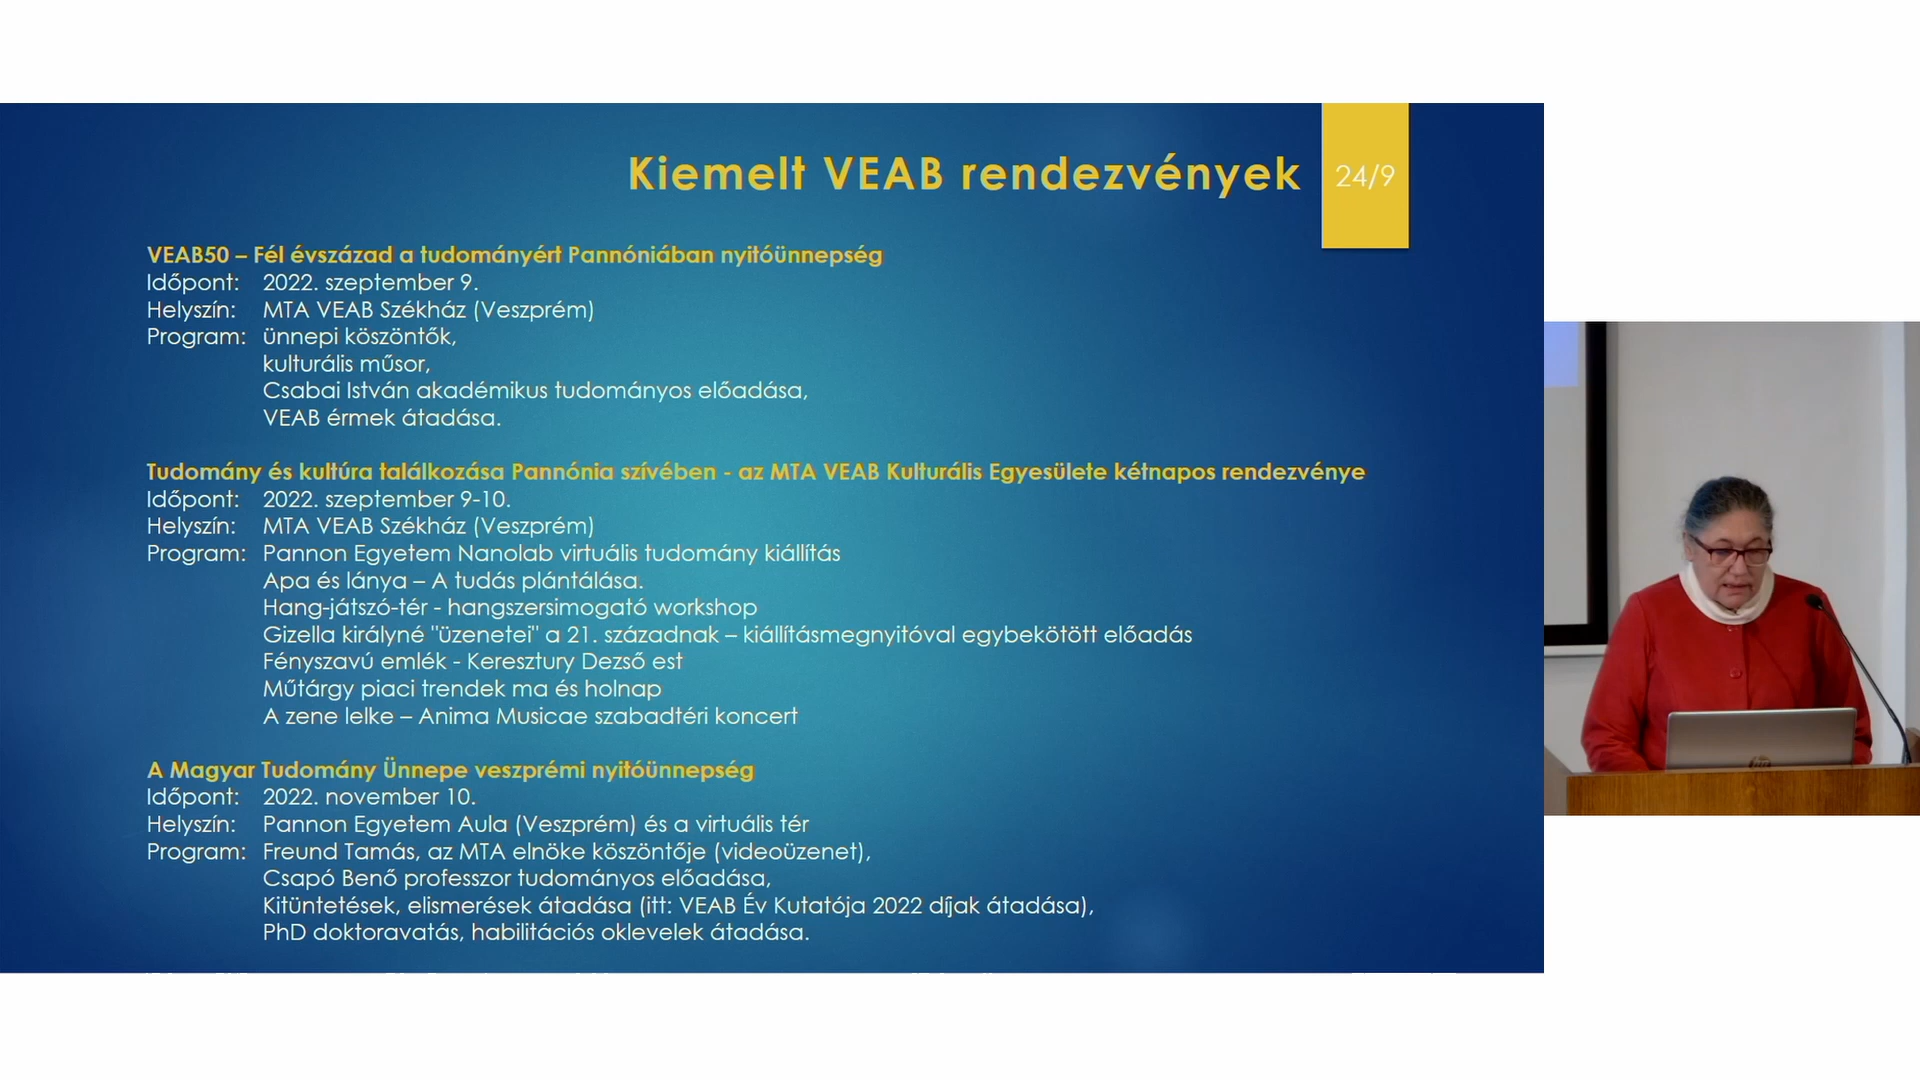 Kiemelt VEAB rendezvények
24/9
VEAB50 – Fél évszázad a tudományért Pannóniában nyitóünnepség
Időpont: 2022. szeptember 9.
Helyszín: MTA VEAB Székház (Veszprém)
Program: ünnepi köszöntők,
kulturális műsor,
Csabai István akadémikus tudományos előadása,
VEAB érmek átadása.
Tudomány és kultúra találkozása Pannónia szívében - az MTA VEAB Kulturális Egyesülete kétnapos rendezvénye
Időpont: 2022. szeptember 9-10.
Helyszín: MTA VEAB Székház (Veszprém)
Program: Pannon Egyetem Nanolab virtuális tudomány kiállítás
Apa és lánya – A tudás plántálása.
Hang-játszó-tér - hangszersimogató workshop
Gizella királyné "üzenetei" a 21. századnak – kiállításmegnyitóval egybekötött előadás
Fényszavú emlék - Keresztury Dezső est
Műtárgy piaci trendek ma és holnap
A zene lelke – Anima Musicae szabadtéri koncert
A Magyar Tudomány Ünnepe veszprémi nyitóünnepség
Időpont: 2022. november 10.
Helyszín: Pannon Egyetem Aula (Veszprém) és a virtuális tér
Program: Freund Tamás, az MTA elnöke köszöntője (videoüzenet),
Csapó Benő professzor tudományos előadása,
Kitüntetések, elismerések átadása (itt: VEAB Év Kutatója 2022 díjak átadása),
PhD doktoravatás, habilitációs oklevelek átadása.